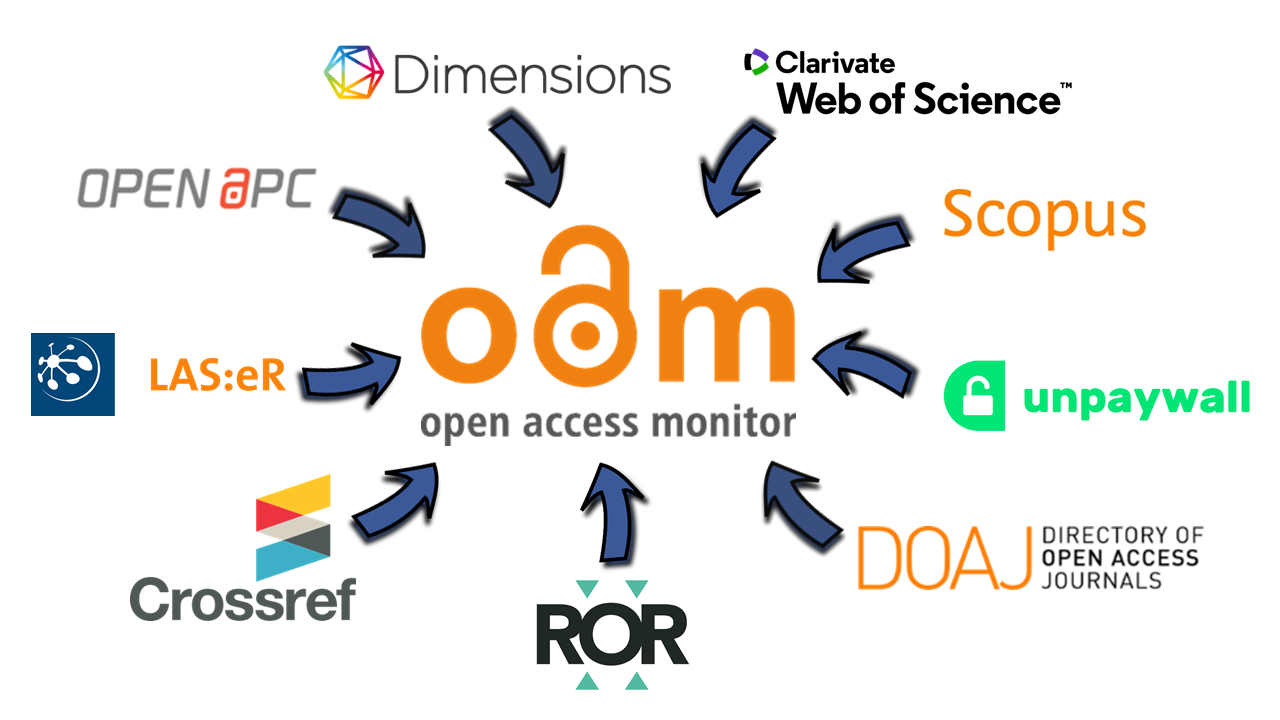 Dimensions
Clarivate
Web of Science™
OPEN aPC
Scopus
oam
open access monitor
LAS:eR
unpaywall
Crossref
ROR
DOAJ
DIRECTORY OF
OPEN ACCESS
JOURNALS